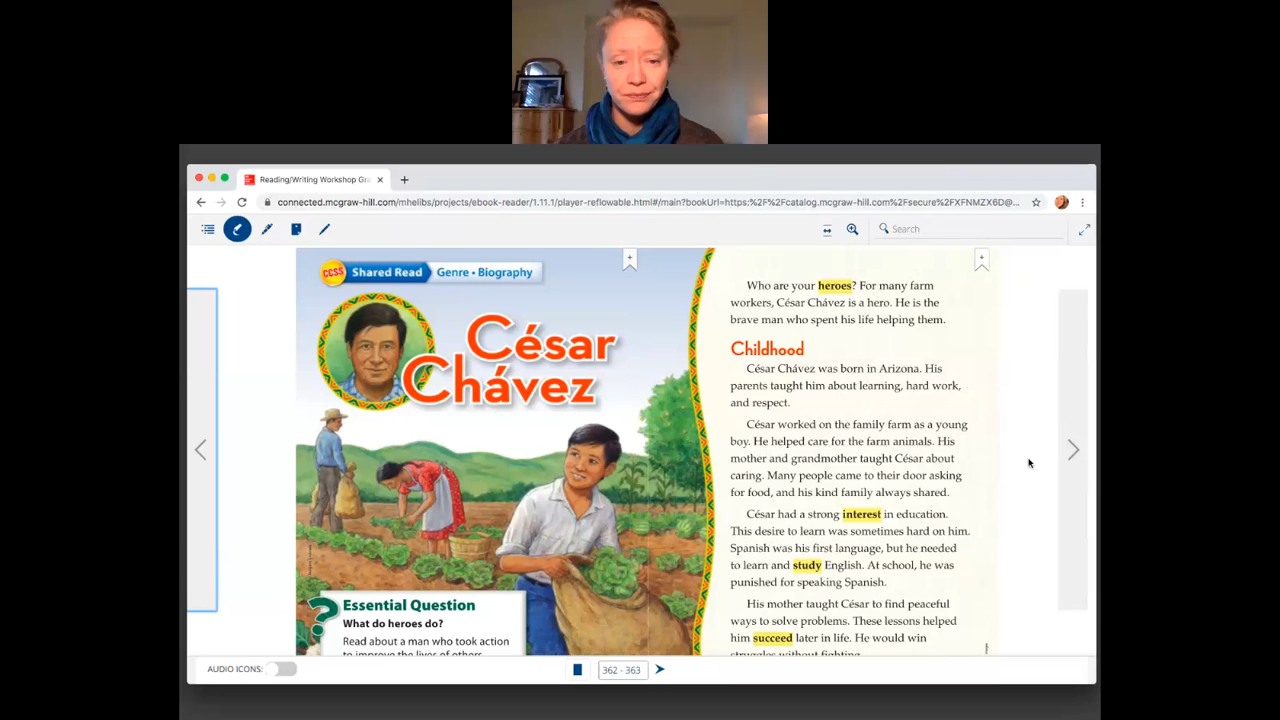 Reading/Writing Workshop Gra
connected.mcgraw-hill.com/mhelibs/projects/ebook-reader/1.11.1/player-reflowable.html#/main?bookUrl=https:%2F%2Fcatalog.mcgraw-hill.com%2Fsecure%2FXFNMZX6D@...
Search
CCSS Shared Read Genre • Biography
César
Chávez
Essential Question
What do heroes do?
Read about a man who took action
to improve the lives of others.
Who are your heroes? For many farm
workers, César Chávez is a hero. He is the
brave man who spent his life helping them.
Childhood
César Chávez was born in Arizona. His
parents taught him about learning, hard work,
and respect.
César worked on the family farm as a young
boy. He helped care for the farm animals. His
mother and grandmother taught César about
caring. Many people came to their door asking
for food, and his kind family always shared.
César had a strong interest in education.
This desire to learn was sometimes hard on him.
Spanish was his first language, but he needed
to learn and study English. At school, he was
punished for speaking Spanish.
His mother taught César to find peaceful
ways to solve problems. These lessons helped
him succeed later in life. He would win
struggles without fighting.
AUDIO ICONS:
362 - 363